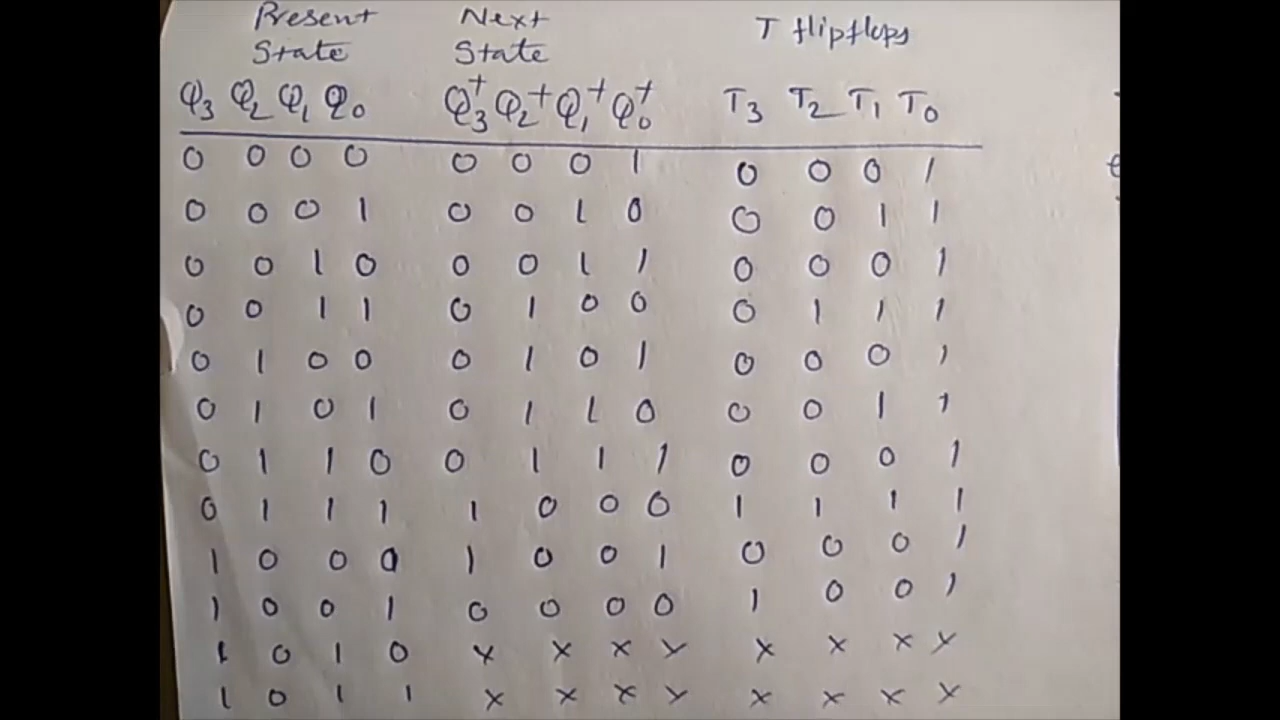 Present Next T flipflops
State State
Q3 Q2 Q1 Q0 Q3+ Q2+ Q1+ Q0+ T3 T2 T1 T0
0 0 0 0 0 0 0 1 0 0 0 1
0 0 0 1 0 0 1 0 0 0 1 1
0 0 1 0 0 0 1 1 0 0 0 1
0 0 1 1 0 1 0 0 0 1 1 1
0 1 0 0 0 1 0 1 0 0 0 1
0 1 0 1 0 1 1 0 0 0 1 1
0 1 1 0 0 1 1 1 0 0 0 1
0 1 1 1 1 0 0 0 1 1 1 1
1 0 0 0 1 0 0 1 0 0 0 1
1 0 0 1 0 0 0 0 1 0 0 1
1 0 1 0 x x x x x x x x
1 0 1 1 x x x x x x x x